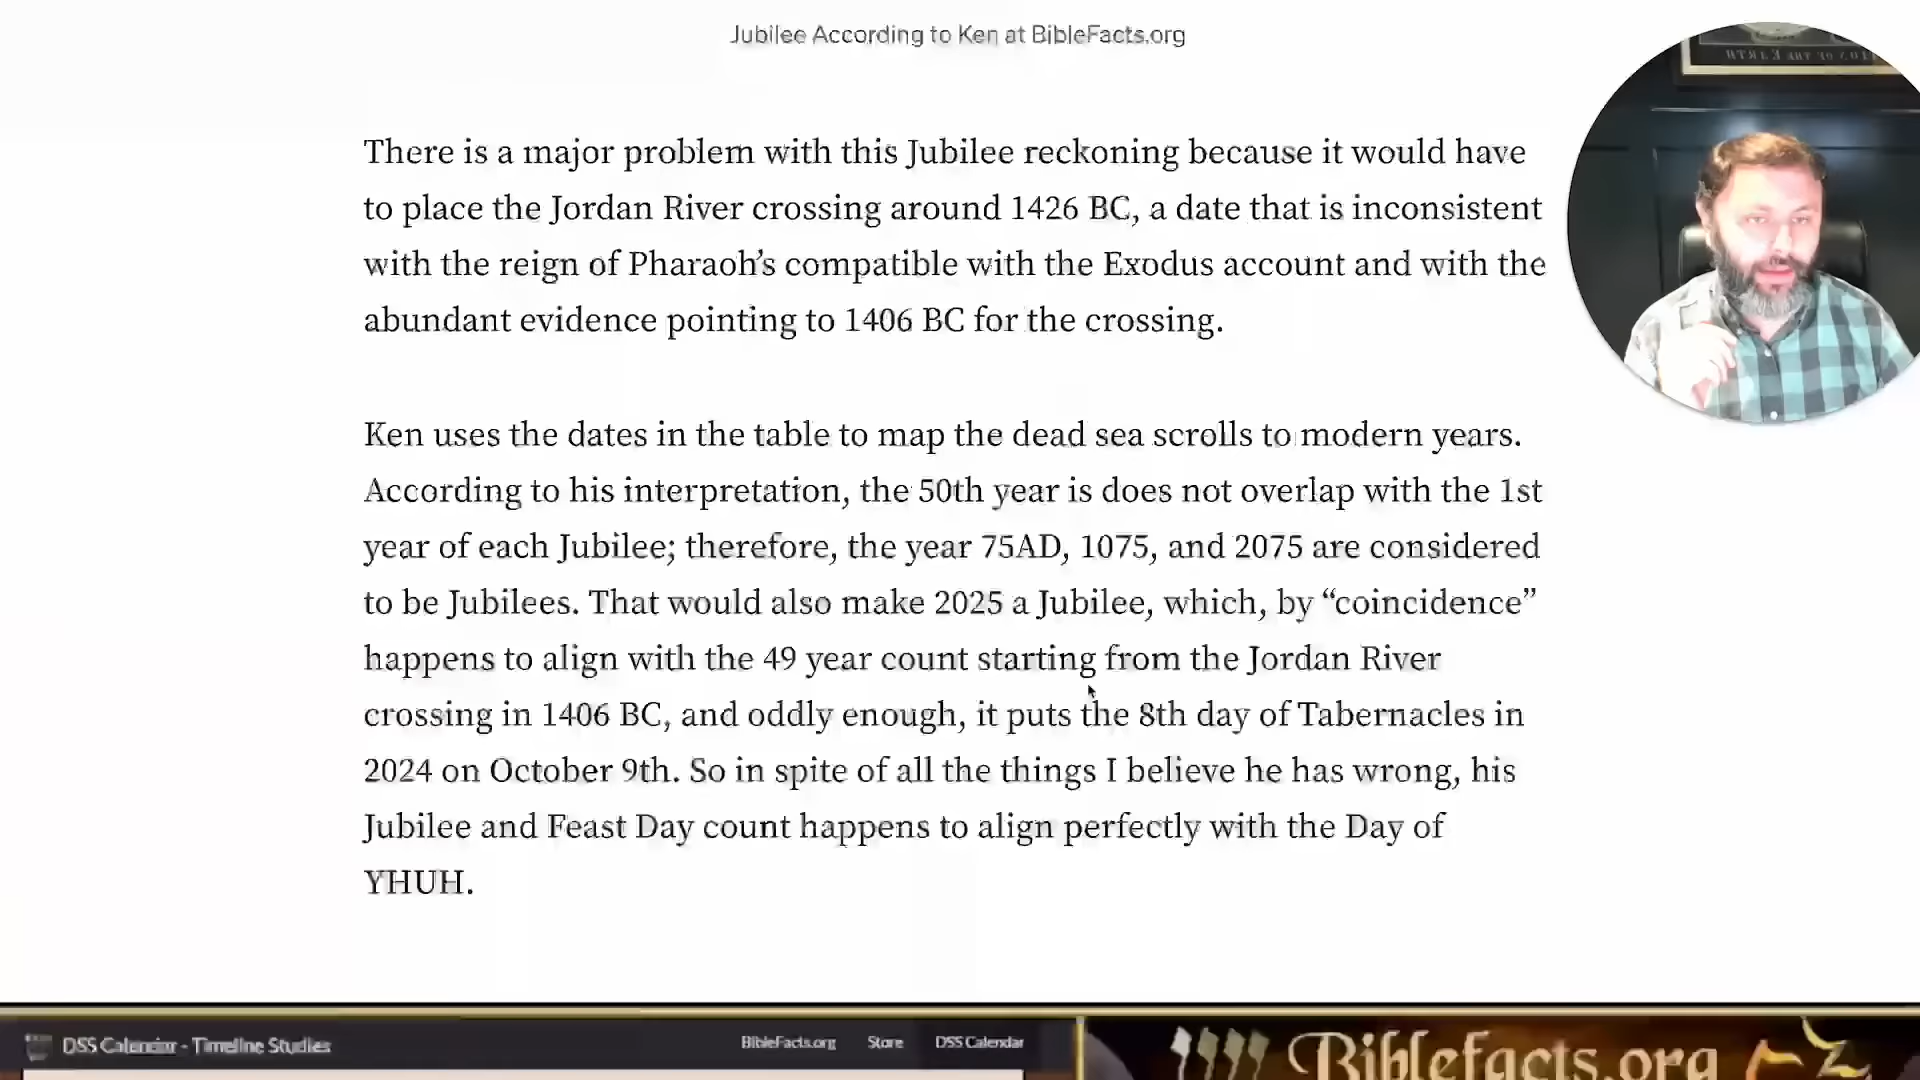 Jubilee According to Ken at BibleFacts.org
There is a major problem with this Jubilee reckoning because it would have
to place the Jordan River crossing around 1426 BC, a date that is inconsistent
with the reign of Pharaoh’s compatible with the Exodus account and with the
abundant evidence pointing to 1406 BC for the crossing.
Ken uses the dates in the table to map the dead sea scrolls to modern years.
According to his interpretation, the 50th year is does not overlap with the 1st
year of each Jubilee; therefore, the year 75AD, 1075, and 2075 are considered
to be Jubilees. That would also make 2025 a Jubilee, which, by “coincidence”
happens to align with the 49 year count starting from the Jordan River
crossing in 1406 BC, and oddly enough, it puts the 8th day of Tabernacles in
2024 on October 9th. So in spite of all the things I believe he has wrong, his
Jubilee and Feast Day count happens to align perfectly with the Day of
YHUH.
DSS Calendar - Timeline Studies
BibleFacts.org Store DSS Calendar
Biblefacts.org